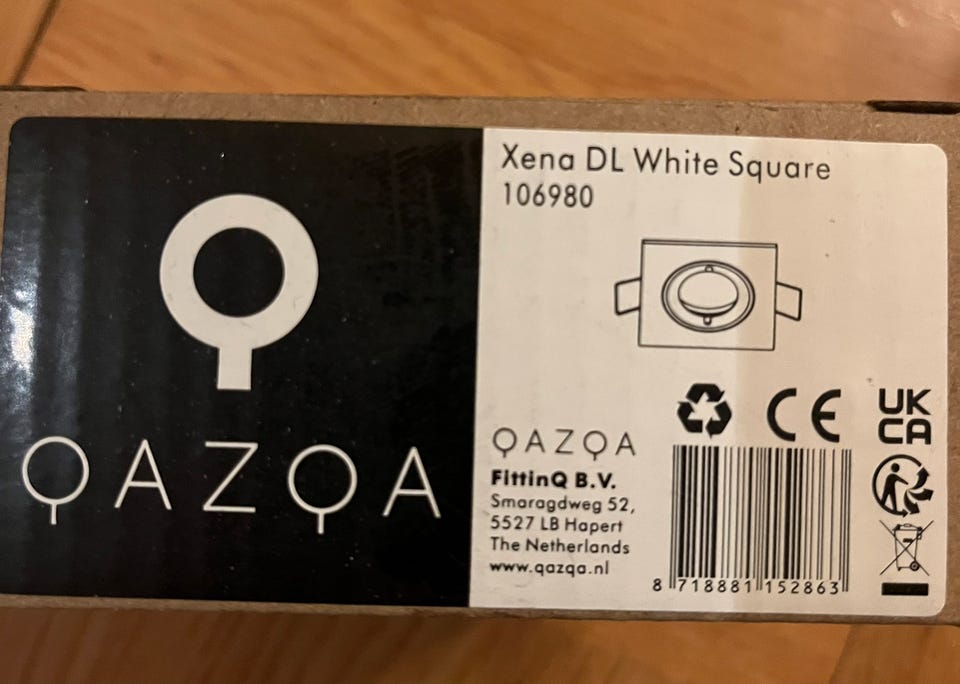 QAZQA
Xena DL White Square
106980
CE
UK
CA
QAZQA
FittinQ B.V.
Smaragdweg 52,
5527 LB Hapert
The Netherlands
www.qazqa.nl
8 718881 152863